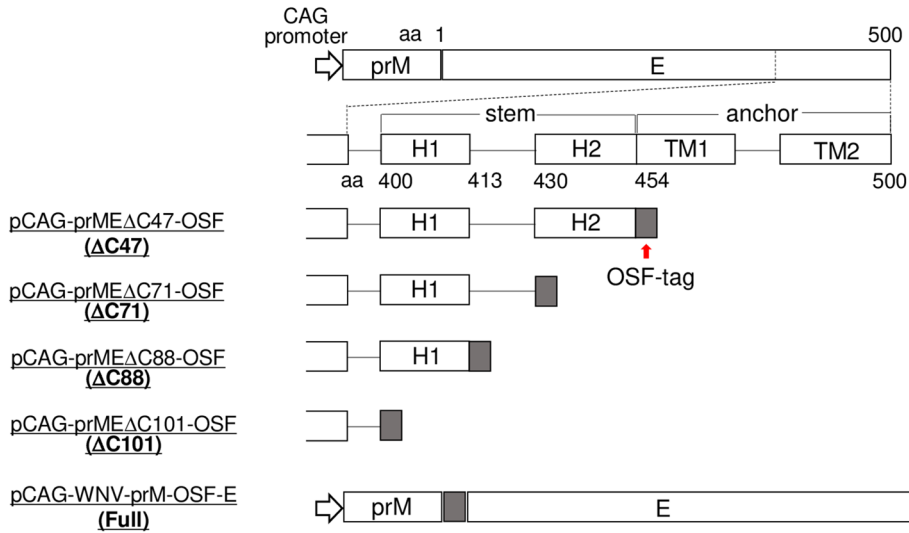 CAG
promoter
aa 1 500
prM E
stem anchor
H1 H2 TM1 TM2
aa 400 413 430 454 500
pCAG-prMEΔC47-OSF
(ΔC47)
H1 H2
OSF-tag
pCAG-prMEΔC71-OSF
(ΔC71)
H1
pCAG-prMEΔC88-OSF
(ΔC88)
H1
pCAG-prMEΔC101-OSF
(ΔC101)
pCAG-WNV-prM-OSF-E
(Full)
prM E